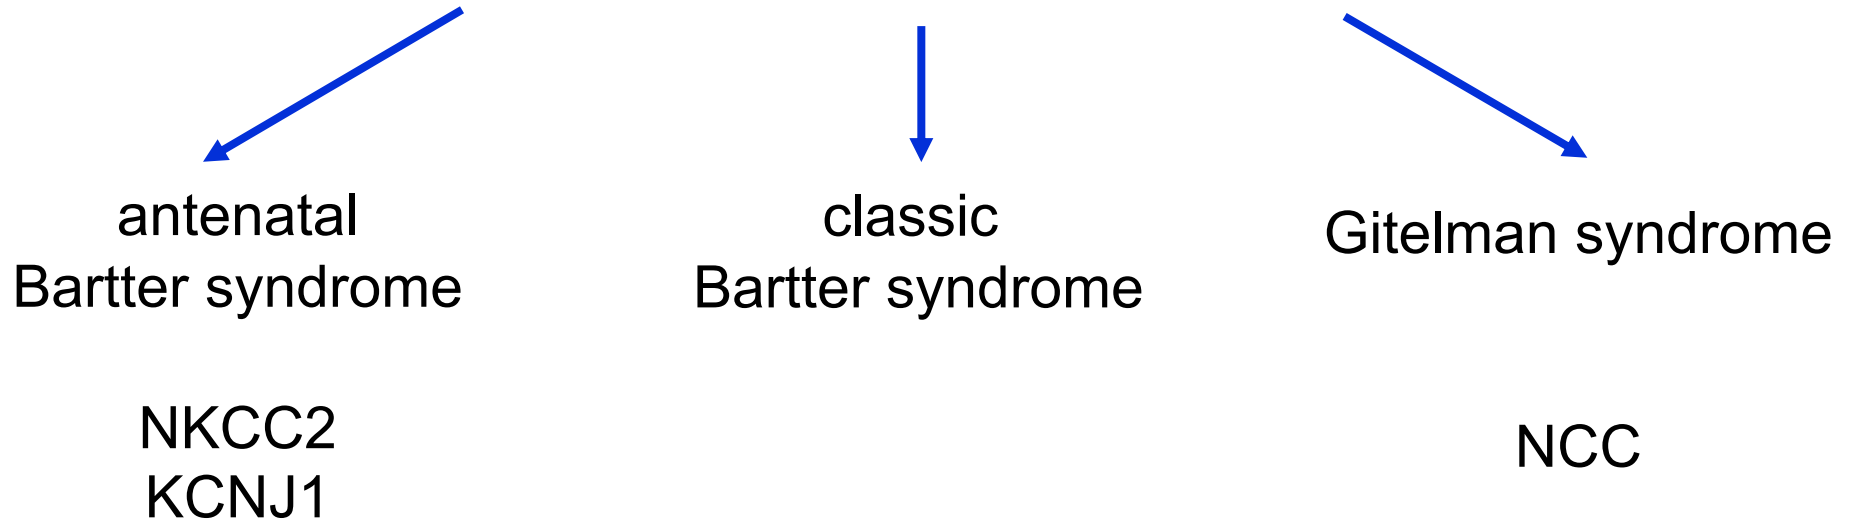 antenatal
Bartter syndrome
NKCC2
KCNJ1
classic
Bartter syndrome
Gitelman syndrome
NCC